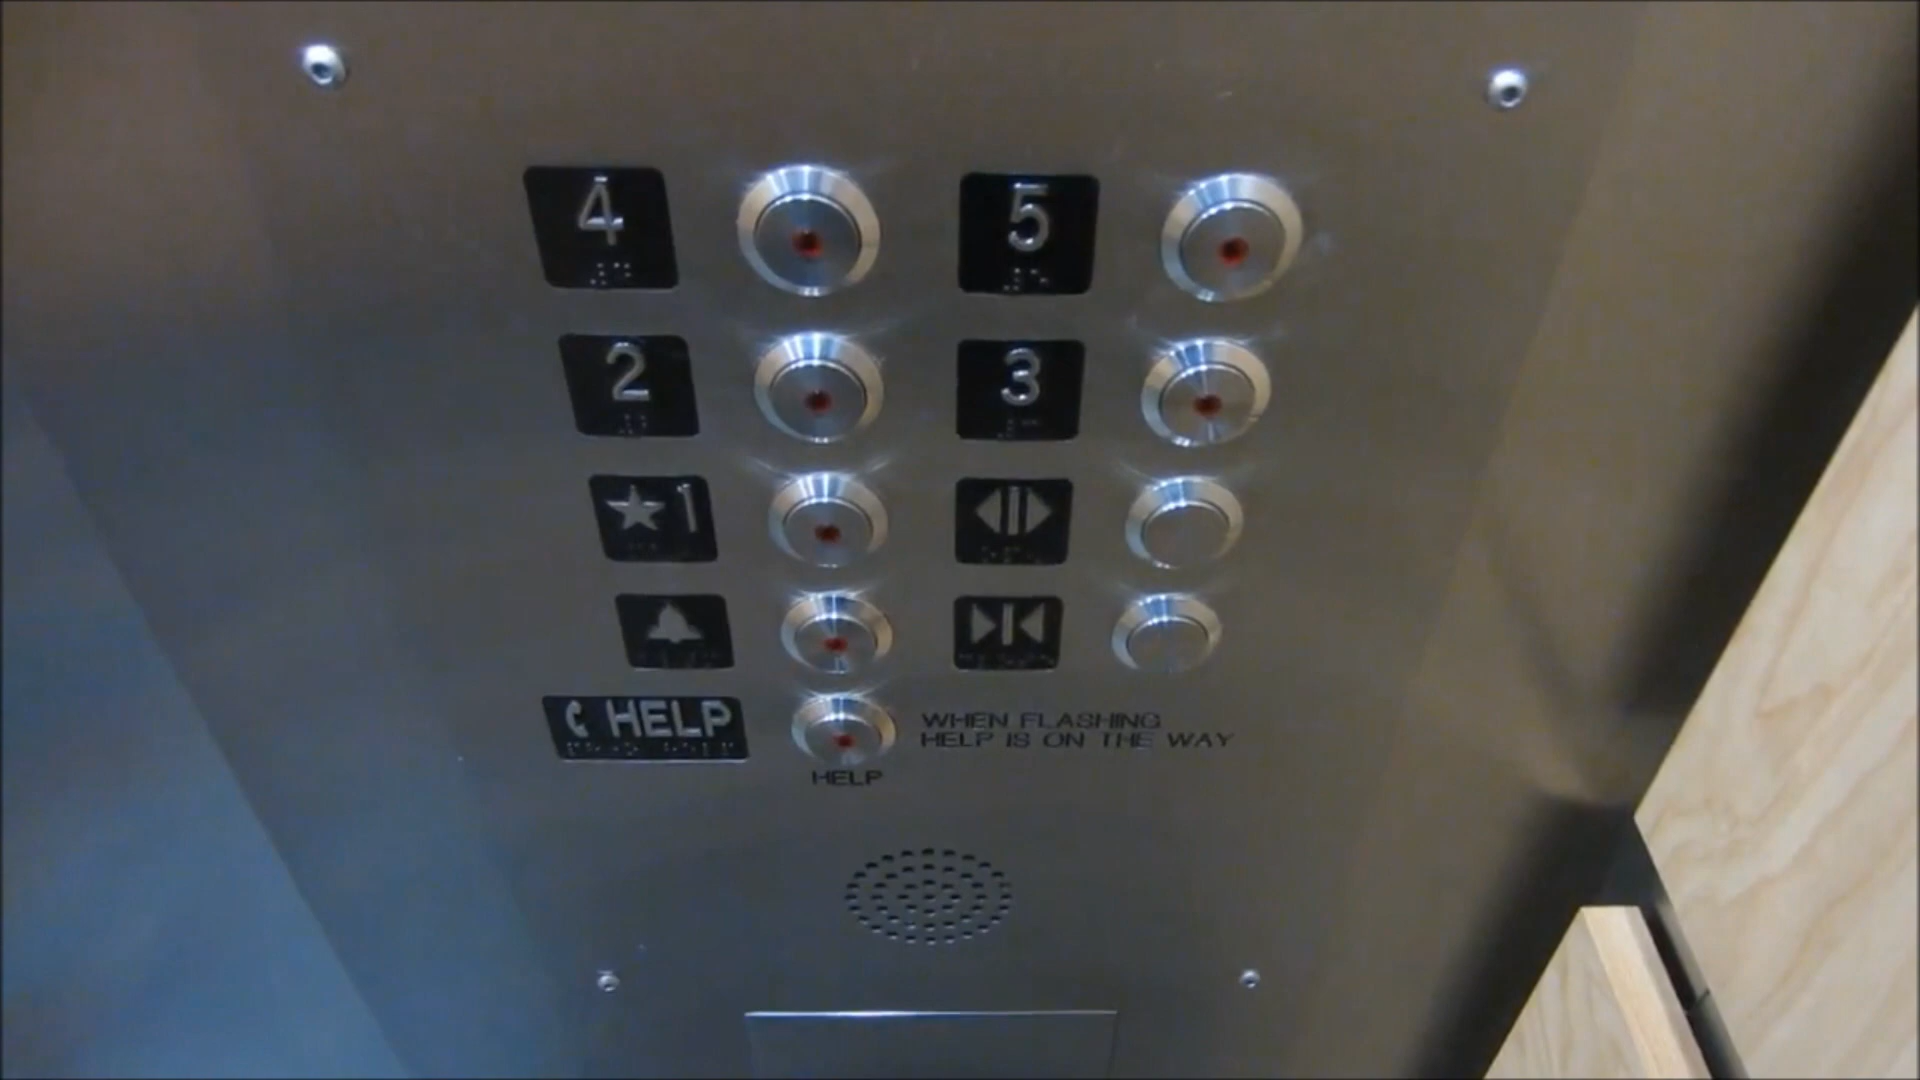 4 5
2 3
★1
HELP
WHEN FLASHING
HELP IS ON THE WAY
HELP